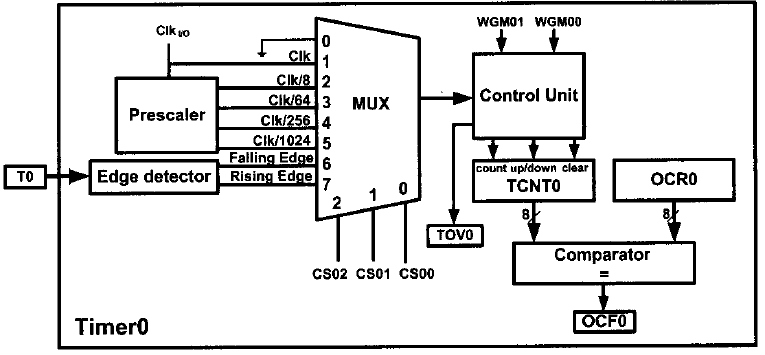 Clk I/O
WGM01 WGM00
0
Clk 1
Clk/8 2
Clk/64 3
Clk/256 4
Clk/1024 5
Falling Edge 6
Rising Edge 7
Prescaler
MUX
Control Unit
T0
Edge detector
2 1 0
CS02 CS01 CS00
count up/down clear
TCNT0
OCR0
8
8
TOV0
Comparator
=
OCF0
Timer0